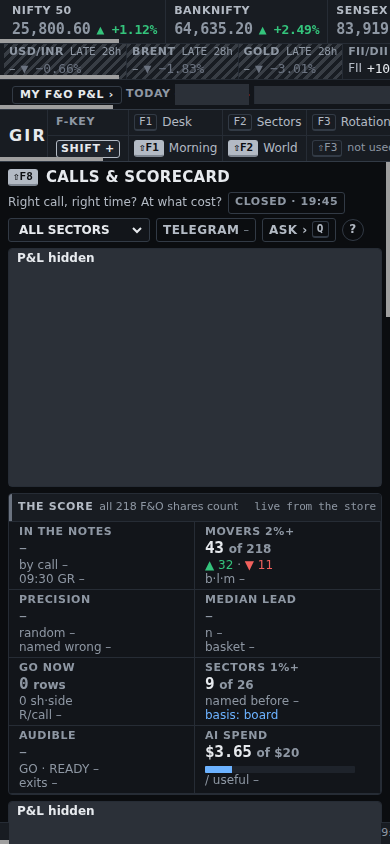 NIFTY 50 BANKNIFTY SENSEX
25,800.60 ▲ +1.12% 64,635.20 ▲ +2.49% 83,919
USD/INR LATE 28h BRENT LATE 28h GOLD LATE 28h FII/DII
– ▼ −0.66% – ▼ −1.83% – ▼ −3.01% FII +10
MY F&O P&L › TODAY
GIR F-KEY F1 Desk F2 Sectors F3 Rotation
SHIFT + ⇧F1 Morning ⇧F2 World ⇧F3 not used
⇧F8 CALLS & SCORECARD
Right call, right time? At what cost? CLOSED · 19:45
ALL SECTORS TELEGRAM – ASK › Q ?
P&L hidden
THE SCORE all 218 F&O shares count live from the store
IN THE NOTES
–
by call –
09:30 GR –
MOVERS 2%+
43 of 218
▲ 32 · ▼ 11
b·l·m –
PRECISION
–
random –
named wrong –
MEDIAN LEAD
–
n –
basket –
GO NOW
0 rows
0 sh·side
R/call –
SECTORS 1%+
9 of 26
named before –
basis: board
AUDIBLE
–
GO · READY –
exits –
AI SPEND
$3.65 of $20
/ useful –
P&L hidden